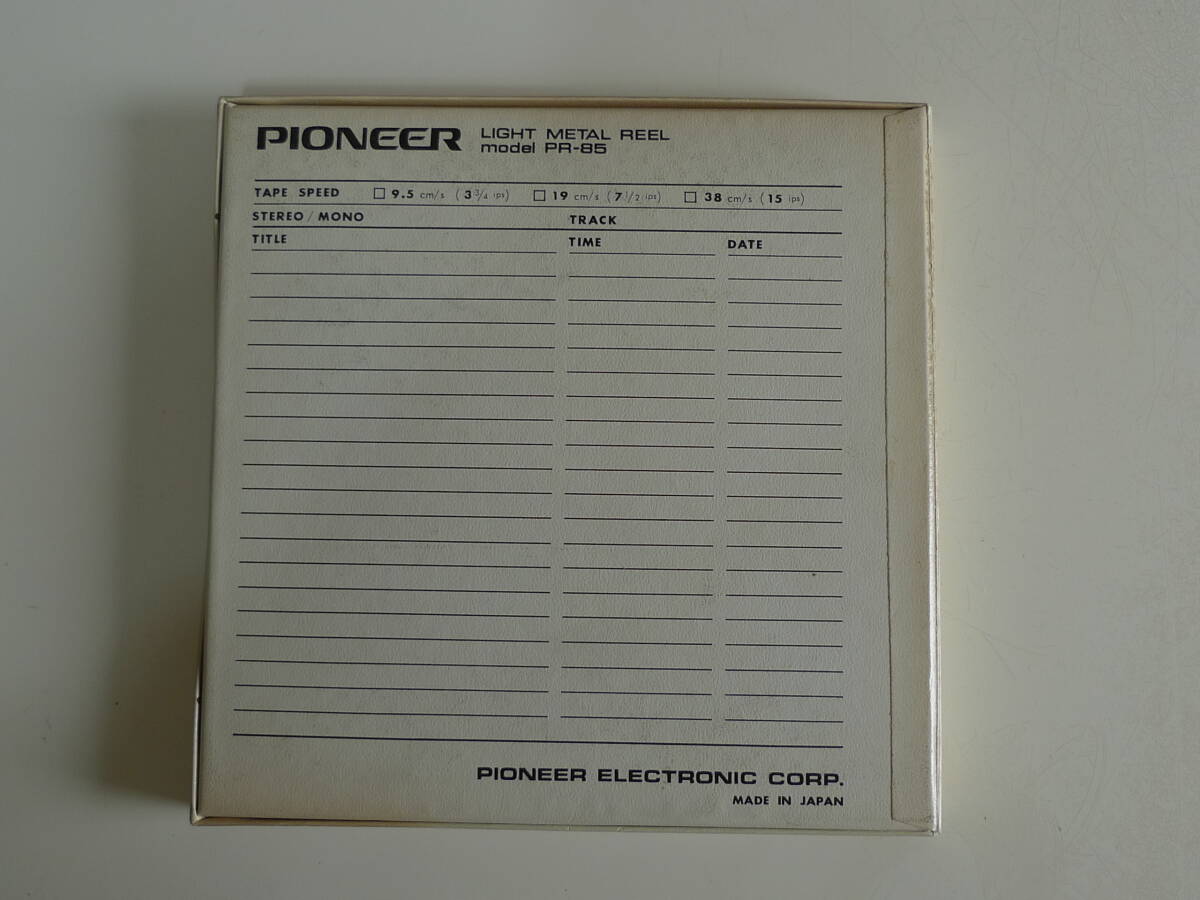 PIONEER LIGHT METAL REEL
model PR-85
TAPE SPEED □ 9.5 cm/s (3 3/4 ips) □ 19 cm/s (7 1/2 ips) □ 38 cm/s (15 ips)
STEREO / MONO TRACK
TITLE TIME DATE
PIONEER ELECTRONIC CORP.
MADE IN JAPAN